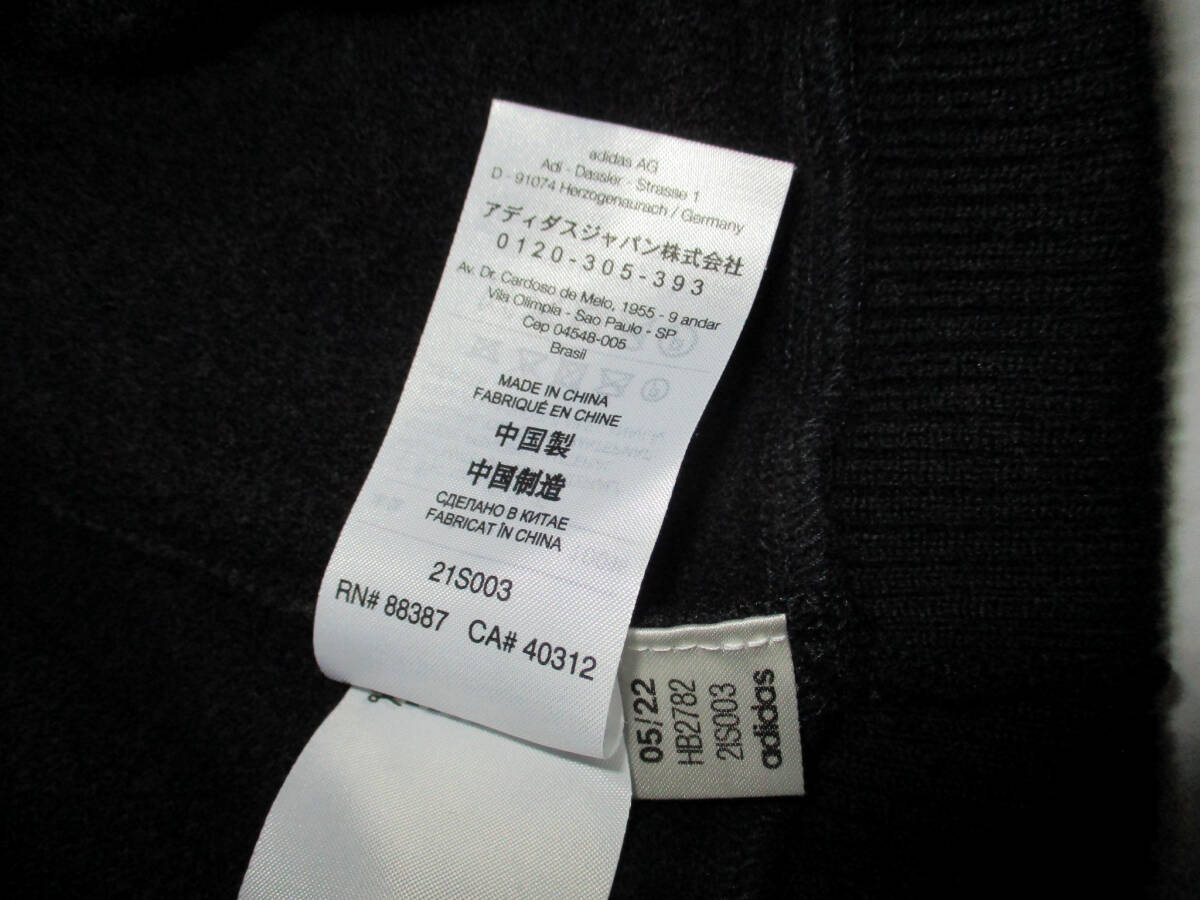 adidas AG
Adi - Dassler - Strasse 1
D - 91074 Herzogenaurach / Germany
アディダスジャパン株式会社
0120-305-393
Av. Dr. Cardoso de Melo, 1955 - 9 andar
Vila Olimpia - Sao Paulo - SP
Cep 04548-005
Brasil
MADE IN CHINA
FABRIQUÉ EN CHINE
中国製
中国制造
СДЕЛАНО В КИТАЕ
FABRICAT ÎN CHINA
21S003
RN# 88387 CA# 40312
05/22
HB2782
21S003
adidas